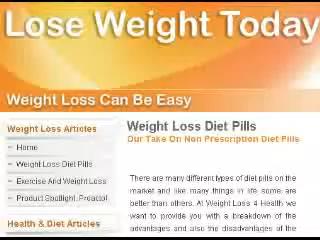 Lose Weight Today
Weight Loss Can Be Easy
Weight Loss Articles
Home
Weight Loss Diet Pills
Exercise And Weight Loss
Product Spotlight: Proactol
Health & Diet Articles
Weight Loss Diet Pills
Our Take On Non Prescription Diet Pills
There are many different types of diet pills on the
market and like many things in life some are
better than others. At Weight Loss 4 Health we
want to provide you with a breakdown of the
advantages and also the disadvantages of the